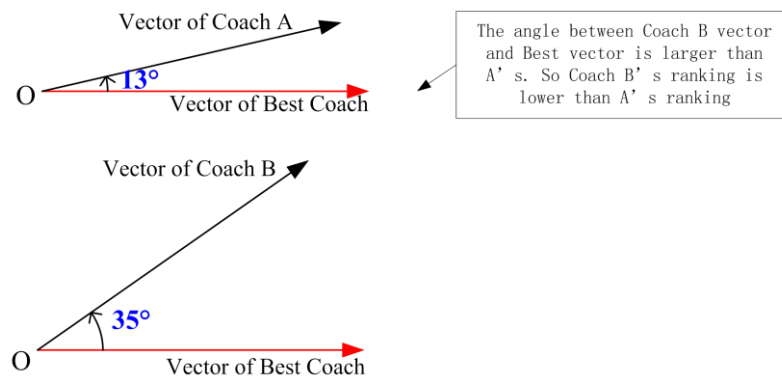 Vector of Coach A
13°
O
Vector of Best Coach
The angle between Coach B vector
and Best vector is larger than
A's. So Coach B's ranking is
lower than A's ranking
Vector of Coach B
35°
O
Vector of Best Coach